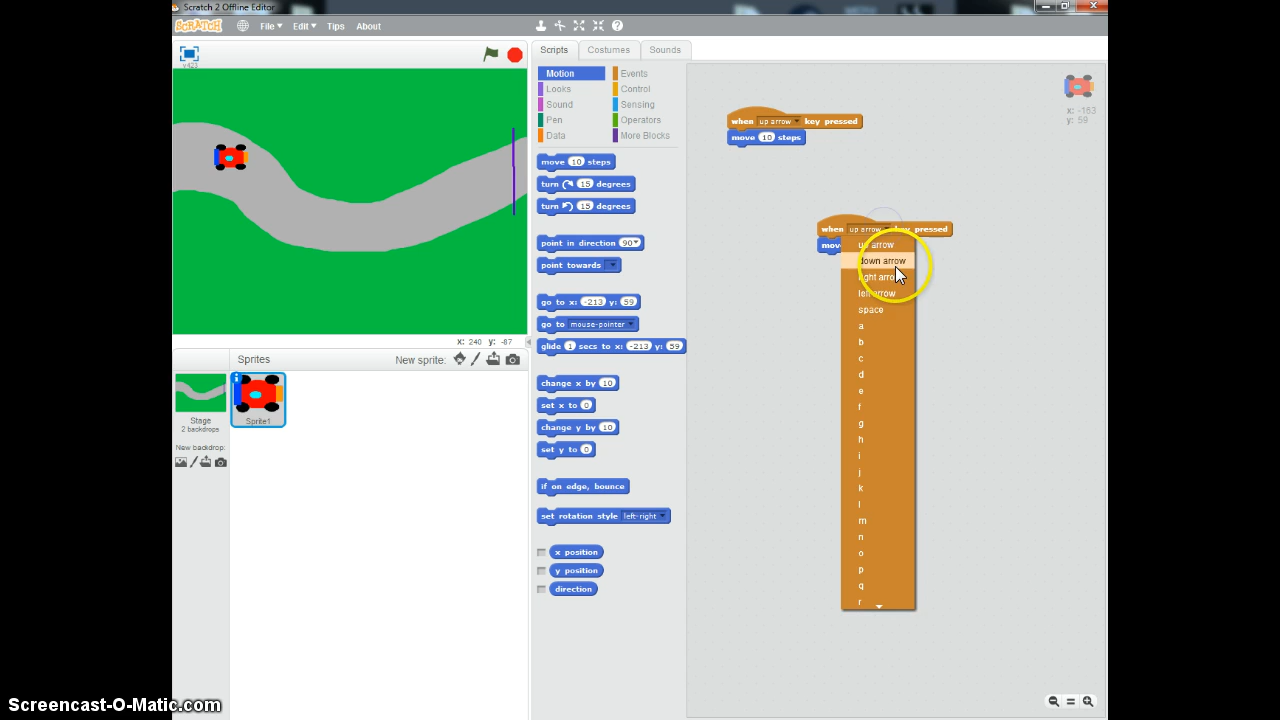 Scratch 2 Offline Editor
SCRATCH File Edit Tips About
v423
Scripts Costumes Sounds
Motion Events
Looks Control
Sound Sensing
Pen Operators
Data More Blocks
move 10 steps
turn 15 degrees
turn 15 degrees
point in direction 90
point towards
go to x: -213 y: 59
go to mouse-pointer
glide 1 secs to x: -213 y: 59
change x by 10
set x to 0
change y by 10
set y to 0
if on edge, bounce
set rotation style left-right
x position
y position
direction
x: -163
y: 59
when up arrow key pressed
move 10 steps
when up arrow key pressed
mov
up arrow
down arrow
right arrow
left arrow
space
a
b
c
d
e
f
g
h
i
j
k
l
m
n
o
p
q
r
x: 240 y: -87
Sprites New sprite:
Stage
2 backdrops
New backdrop:
Sprite1
Screencast-O-Matic.com